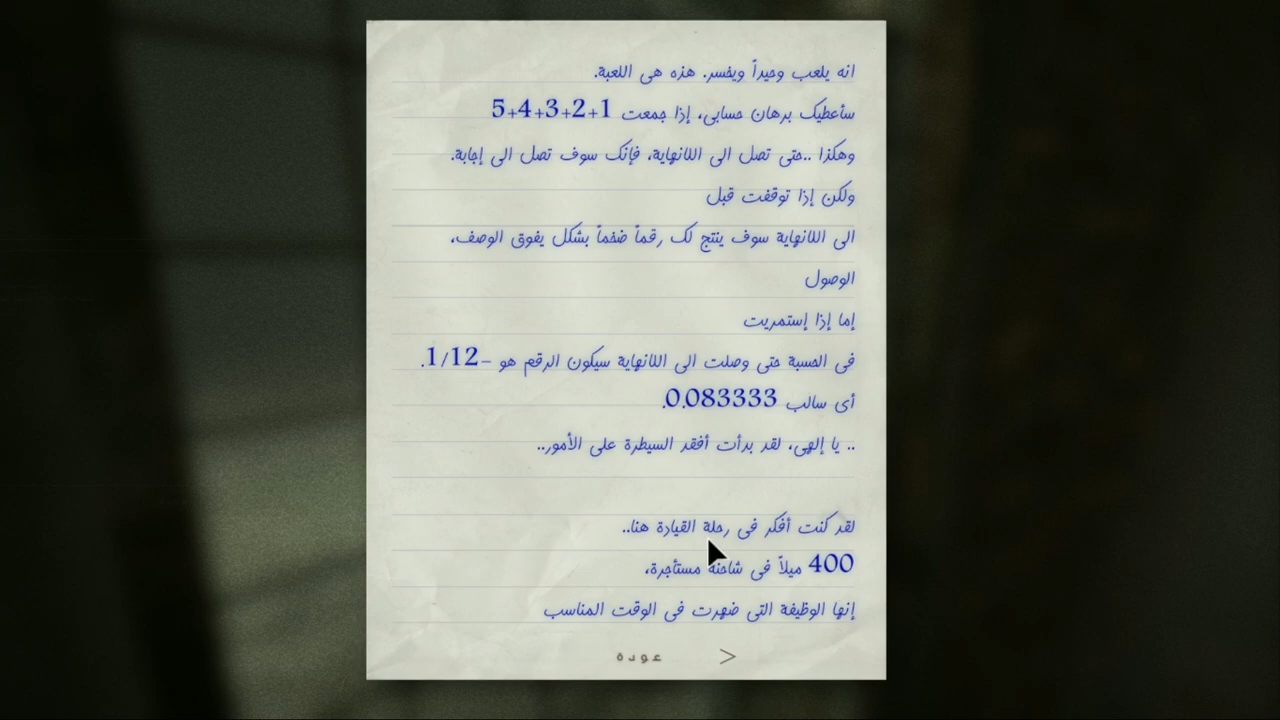 انه يلعب وحيداً ويخسر. هذه هى اللعبة.
سأعطيك برهان حسابى، إذا جمعت 1+2+3+4+5
وهكذا ..حتى تصل الى اللانهاية، فإنك سوف تصل الى إجابة.
ولكن إذا توقفت قبل
الى اللانهاية سوف ينتج لك رقماً ضخماً بشكل يفوق الوصف،
الوصول
إما إذا إستمريت
فى الحسبة حتى وصلت الى اللانهاية سيكون الرقم هو -1/12.
أى سالب 0.083333.
.. يا إلهى، لقد بدأت أفقد السيطرة على الأمور..
لقد كنت أفكر فى رحلة القيادة هنا..
400 ميلاً فى شاحنة مستأجرة،
إنها الوظيفة التى ضهرت فى الوقت المناسب
عودة >